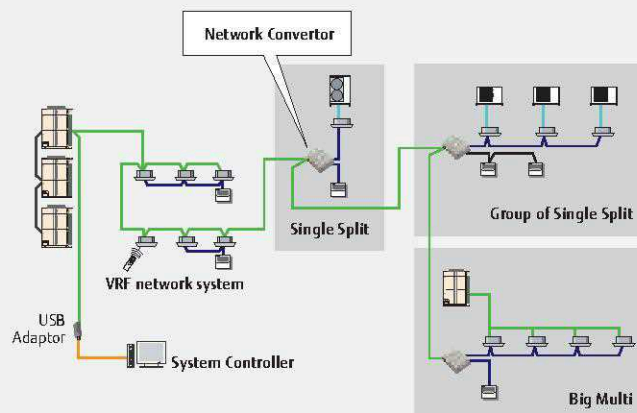 Network Convertor
Single Split
Group of Single Split
VRF network system
USB
Adaptor
System Controller
Big Multi